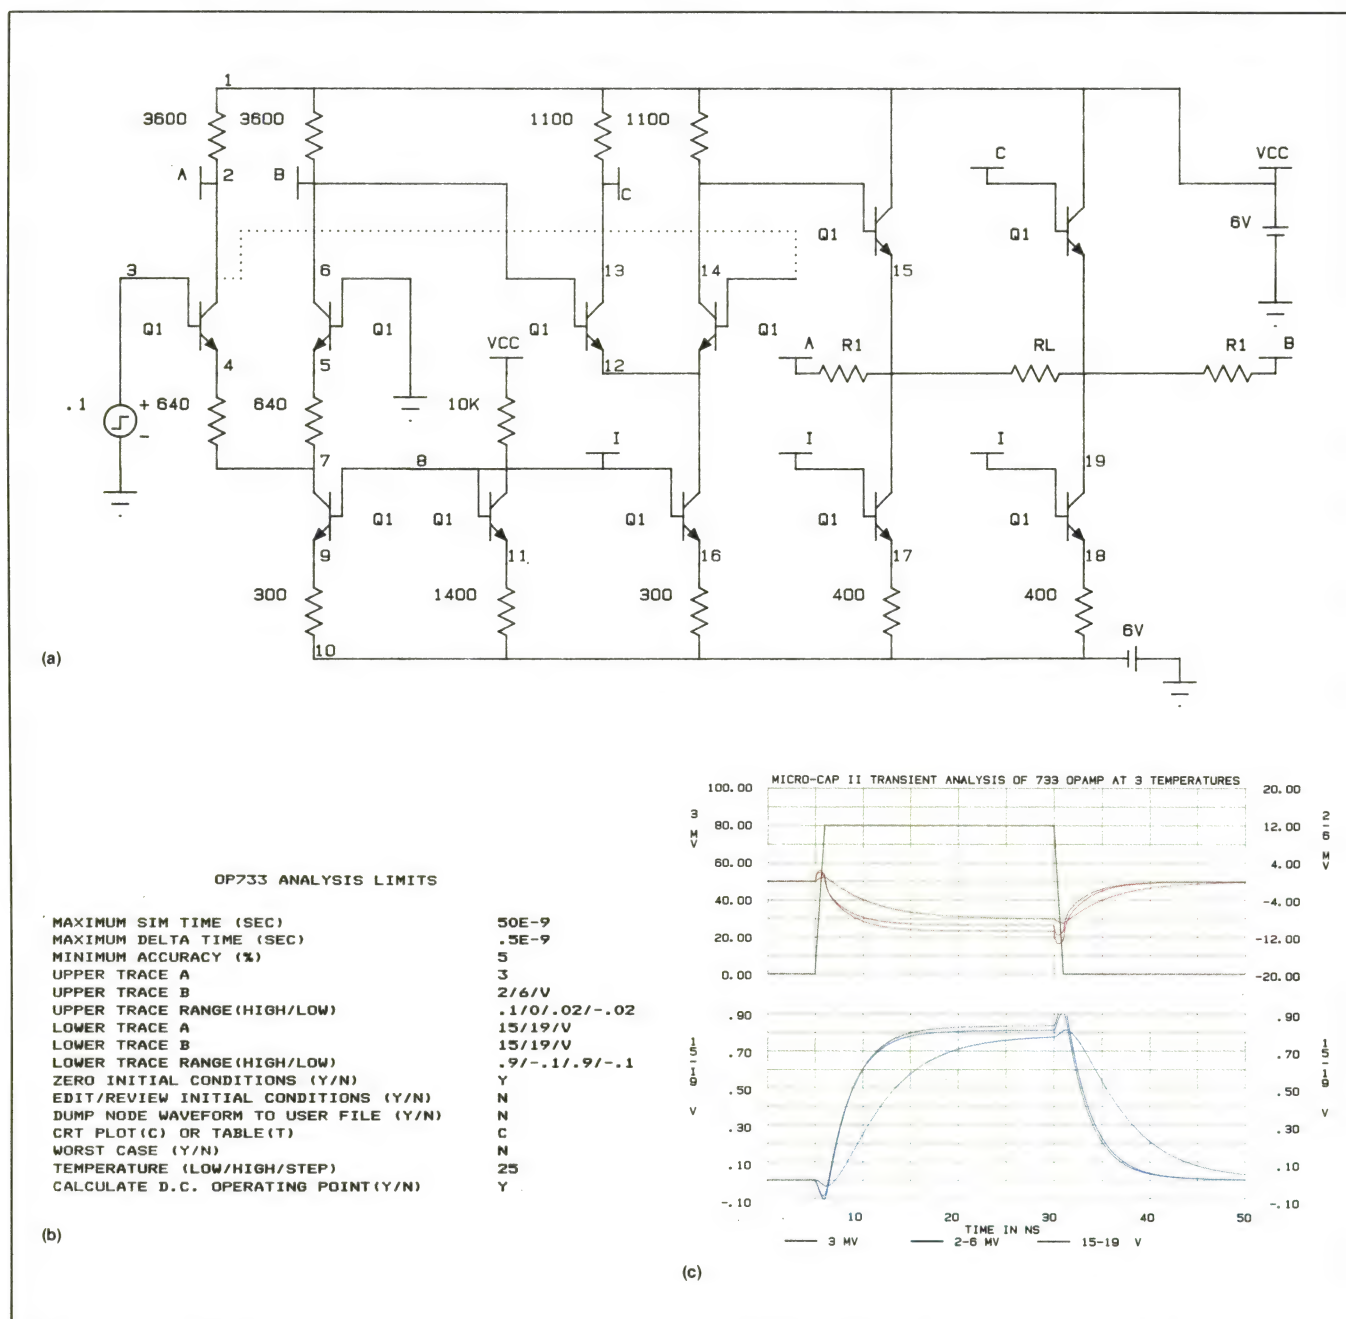 1
3600 3600 1100 1100
A 2 B C C VCC
Q1 Q1 6V
3 6 13 14 15
Q1 Q1 Q1 Q1
VCC A R1 RL R1 B
4 5 12
.1 + 640 640 10K
- I I I
7 8 19
Q1 Q1 Q1 Q1 Q1
9 11 16 17 18
300 1400 300 400 400
10 6V
(a)
OP733 ANALYSIS LIMITS
MAXIMUM SIM TIME (SEC) 50E-9
MAXIMUM DELTA TIME (SEC) .5E-9
MINIMUM ACCURACY (%) 5
UPPER TRACE A 3
UPPER TRACE B 2/6/V
UPPER TRACE RANGE(HIGH/LOW) .1/0/.02/-.02
LOWER TRACE A 15/19/V
LOWER TRACE B 15/19/V
LOWER TRACE RANGE(HIGH/LOW) .9/-.1/.9/-.1
ZERO INITIAL CONDITIONS (Y/N) Y
EDIT/REVIEW INITIAL CONDITIONS (Y/N) N
DUMP NODE WAVEFORM TO USER FILE (Y/N) N
CRT PLOT(C) OR TABLE(T) C
WORST CASE (Y/N) N
TEMPERATURE (LOW/HIGH/STEP) 25
CALCULATE D.C. OPERATING POINT(Y/N) Y
(b)
MICRO-CAP II TRANSIENT ANALYSIS OF 733 OPAMP AT 3 TEMPERATURES
100.00 20.00
3 MV 2-6 MV
80.00 12.00
60.00 4.00
40.00 -4.00
20.00 -12.00
0.00 -20.00
.90 .90
15-19 V 15-19 V
.70 .70
.50 .50
.30 .30
.10 .10
-.10 -.10
10 20 30 40 50
TIME IN NS
3 MV 2-6 MV 15-19 V
(c)